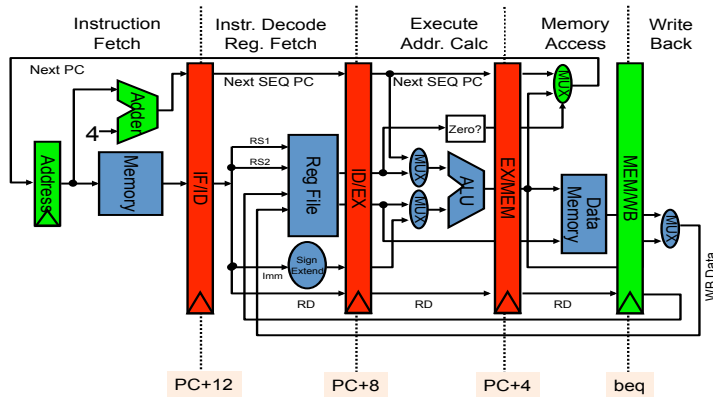 Instruction
Fetch
Instr. Decode
Reg. Fetch
Execute
Addr. Calc
Memory
Access
Write
Back
Next PC
Next SEQ PC
Next SEQ PC
MUX
Adder
4
Zero?
Address
Memory
IF/ID
RS1
RS2
Reg File
ID/EX
MUX
MUX
ALU
EX/MEM
Data
Memory
MEM/WB
MUX
Sign
Extend
Imm
RD
RD
RD
WB Data
PC+12
PC+8
PC+4
beq